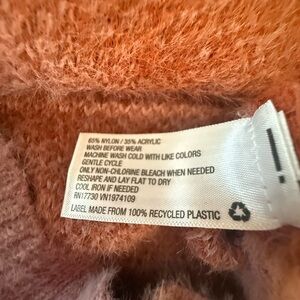 65% NYLON / 35% ACRYLIC
WASH BEFORE WEAR
MACHINE WASH COLD WITH LIKE COLORS
GENTLE CYCLE
ONLY NON-CHLORINE BLEACH WHEN NEEDED
RESHAPE AND LAY FLAT TO DRY
COOL IRON IF NEEDED
RN17730 VN1974109
LABEL MADE FROM 100% RECYCLED PLASTIC